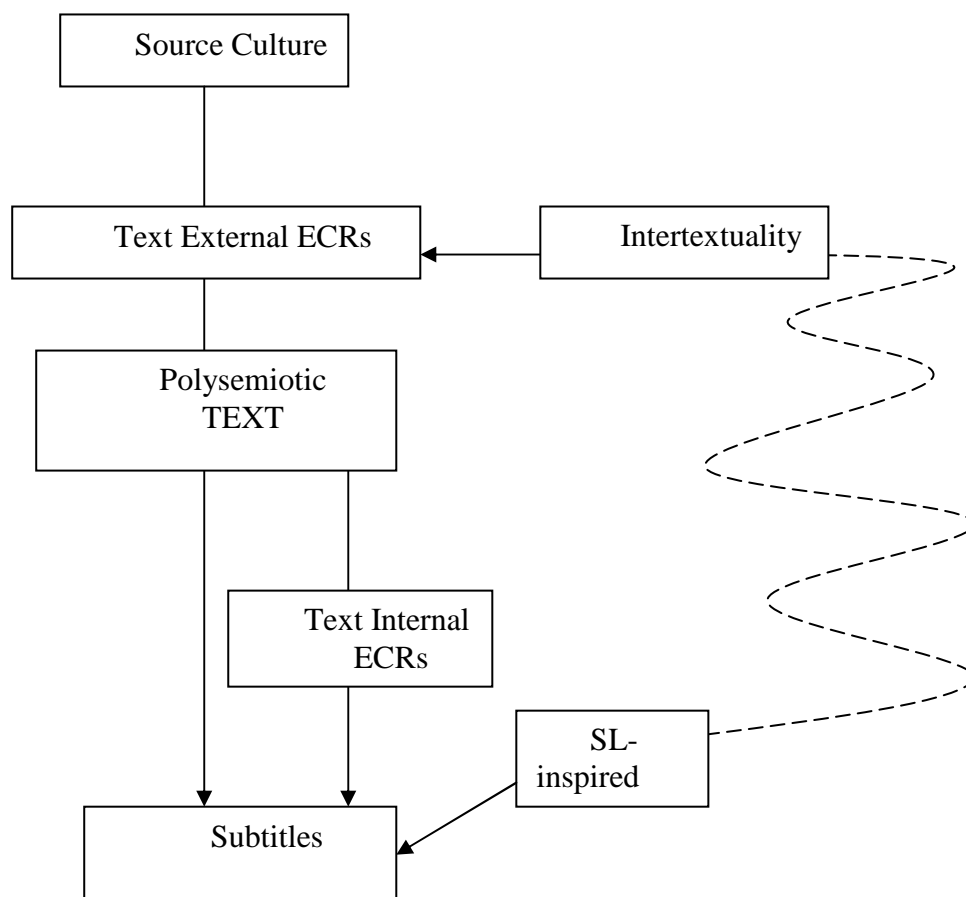 Source Culture
Text External ECRs
Intertextuality
Polysemiotic
TEXT
Text Internal
ECRs
SL-
inspired
Subtitles